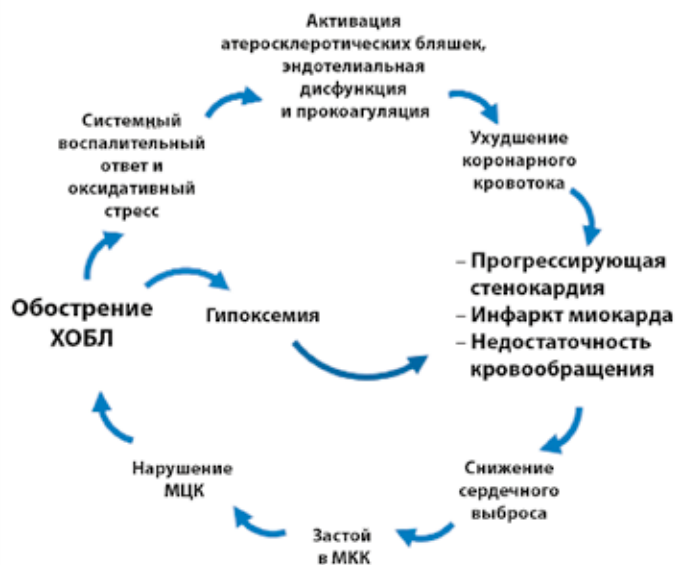 Активация
атеросклеротических бляшек,
эндотелиальная
дисфункция
и прокоагуляция
Ухудшение
коронарного
кровотока
– Прогрессирующая
стенокардия
– Инфаркт миокарда
– Недостаточность
кровообращения
Снижение
сердечного
выброса
Застой
в МКК
Нарушение
МЦК
Обострение
ХОБЛ
Системный
воспалительный
ответ и
оксидативный
стресс
Гипоксемия